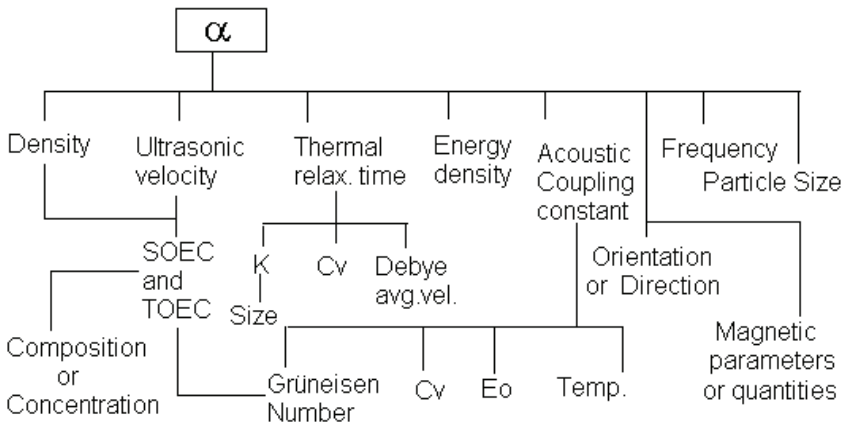 α
Density
Ultrasonic
velocity
Thermal
relax. time
Energy
density
Acoustic
Coupling
constant
Frequency
Particle Size
SOEC
and
TOEC
K
Cv
Debye
avg.vel.
Size
Orientation
or Direction
Composition
or
Concentration
Grüneisen
Number
Cv
Eo
Temp.
Magnetic
parameters
or quantities